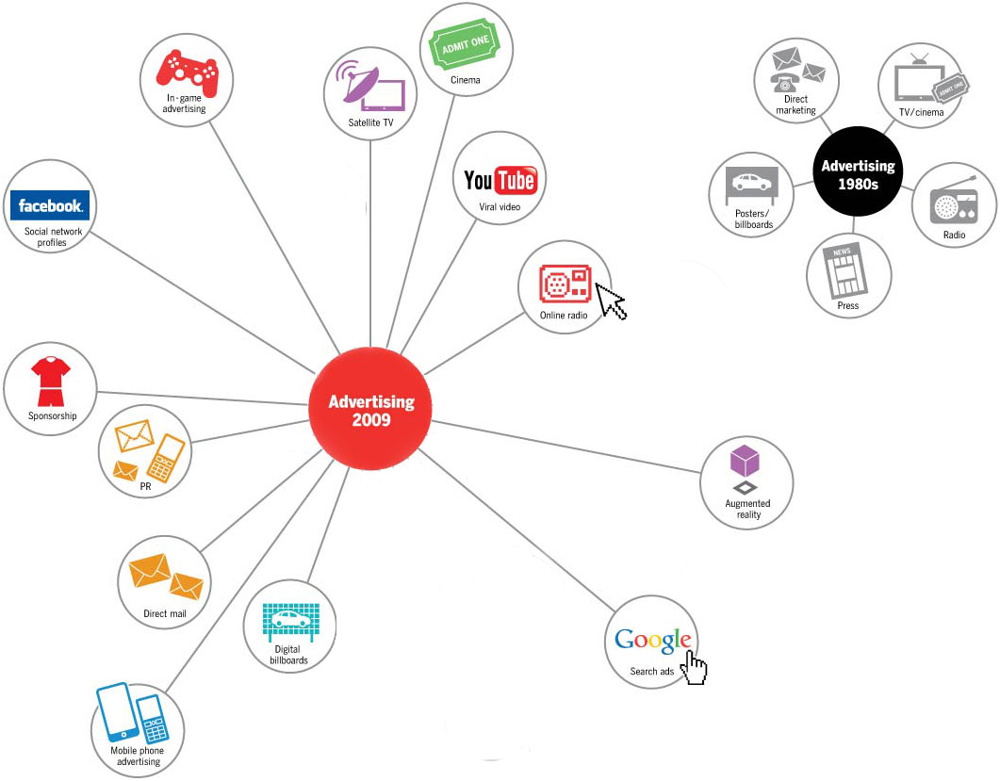 ADMIT ONE
Cinema
In-game
advertising
Satellite TV
Direct
marketing
ADMIT ONE
TV/cinema
Advertising
1980s
YouTube
Viral video
facebook.
Social network
profiles
Posters/
billboards
Radio
NEWS
Press
Online radio
Advertising
2009
Sponsorship
PR
Augmented
reality
Direct mail
Digital
billboards
Google
Search ads
Mobile phone
advertising